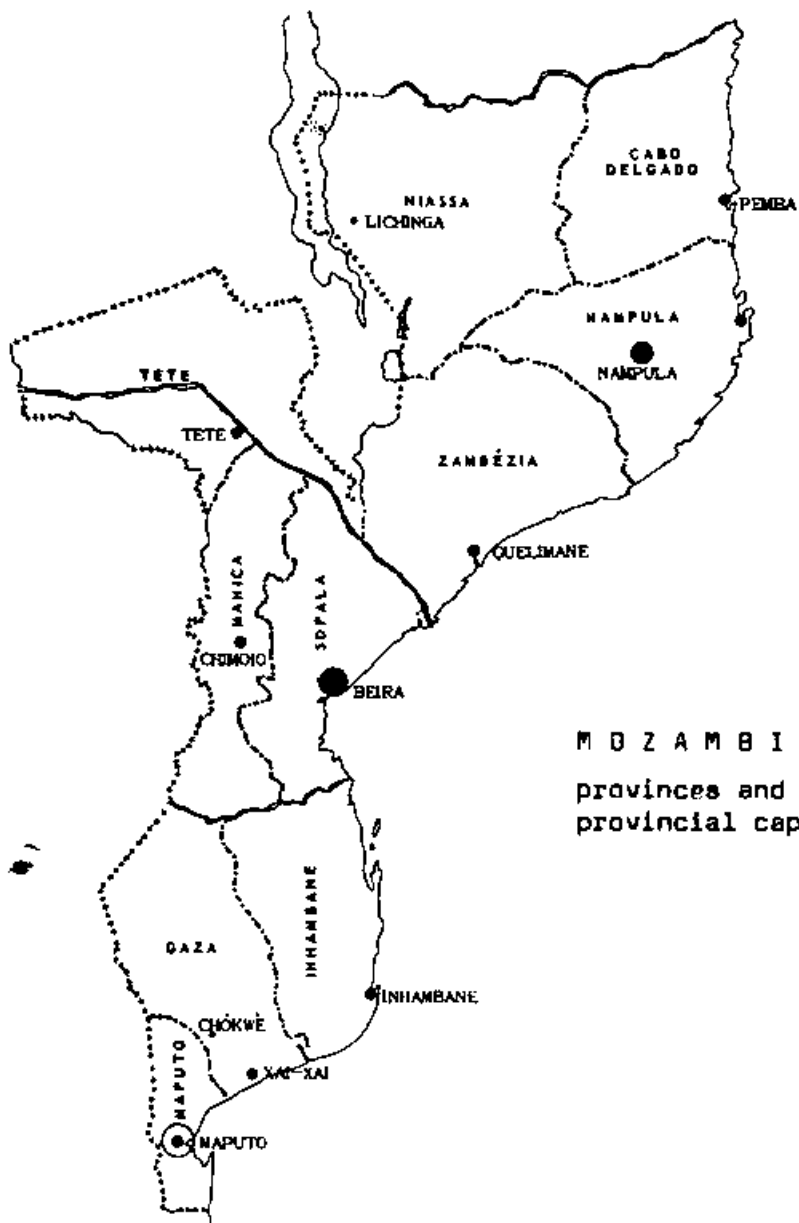 CABO
DELGADO
NIASSA
PEMBA
LICHINGA
NAMPULA
NAMPULA
TETE
TETE
ZAMBÉZIA
QUELIMANE
MANICA
SOFALA
CHIMOIO
BEIRA
MOZAMBI
provinces and
provincial cap
INHAMBANE
GAZA
INHAMBANE
CHÓKWÈ
XAI-XAI
MAPUTO
MAPUTO